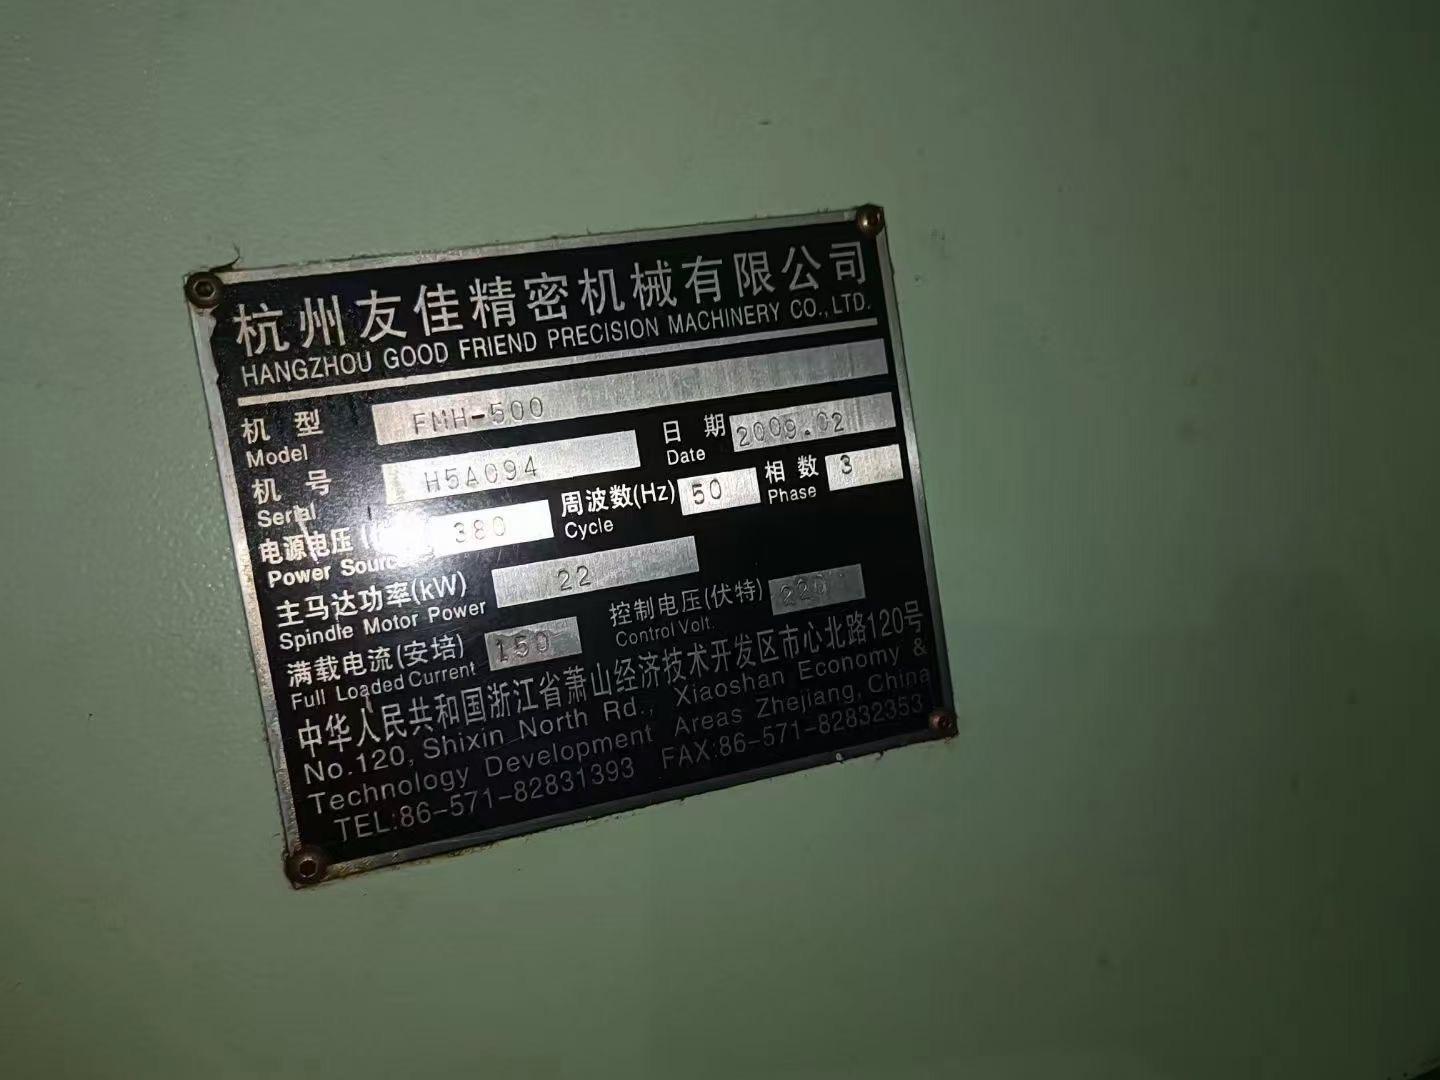 杭州友佳精密机械有限公司
HANGZHOU GOOD FRIEND PRECISION MACHINERY CO.,LTD.
机 型 FMH-500
Model
机 号 H5A094 日 期 2009.02
Serial Date
电源电压 380 周波数(Hz) 50 相数 3
Power Source Cycle Phase
主马达功率(kW) 22
Spindle Motor Power
满载电流(安培) 150 控制电压(伏特) 220
Full Loaded Current Control Volt.
中华人民共和国浙江省萧山经济技术开发区市心北路120号
No.120, Shixin North Rd., Xiaoshan Economy &
Technology Development Areas Zhejiang, China
TEL:86-571-82831393 FAX:86-571-82832353